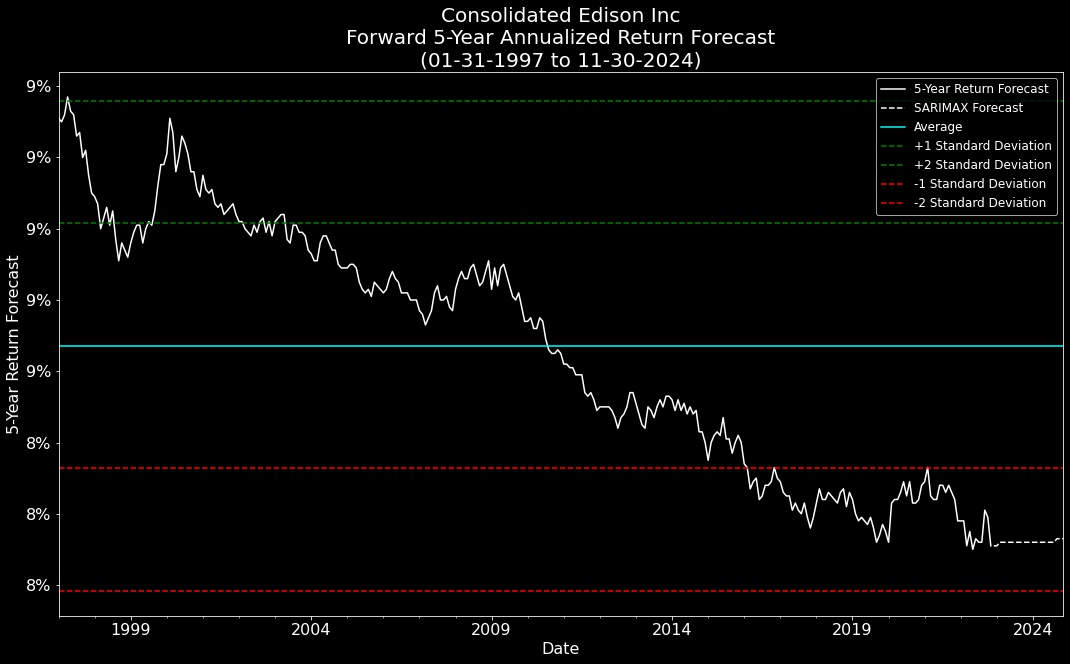 Consolidated Edison Inc
Forward 5-Year Annualized Return Forecast
(01-31-1997 to 11-30-2024)
5-Year Return Forecast
9%
9%
9%
9%
9%
8%
8%
8%
5-Year Return Forecast
SARIMAX Forecast
Average
+1 Standard Deviation
+2 Standard Deviation
-1 Standard Deviation
-2 Standard Deviation
1999
2004
2009
2014
2019
2024
Date